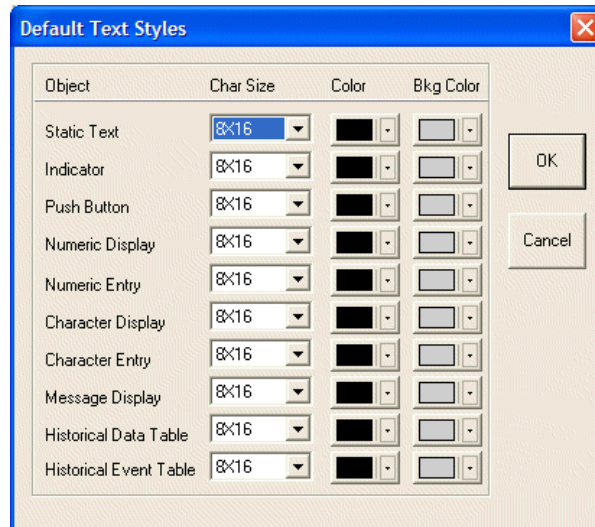 Default Text Styles
Object Char Size Color Bkg Color
Static Text 8X16
Indicator 8X16
Push Button 8X16
Numeric Display 8X16
Numeric Entry 8X16
Character Display 8X16
Character Entry 8X16
Message Display 8X16
Historical Data Table 8X16
Historical Event Table 8X16
OK
Cancel